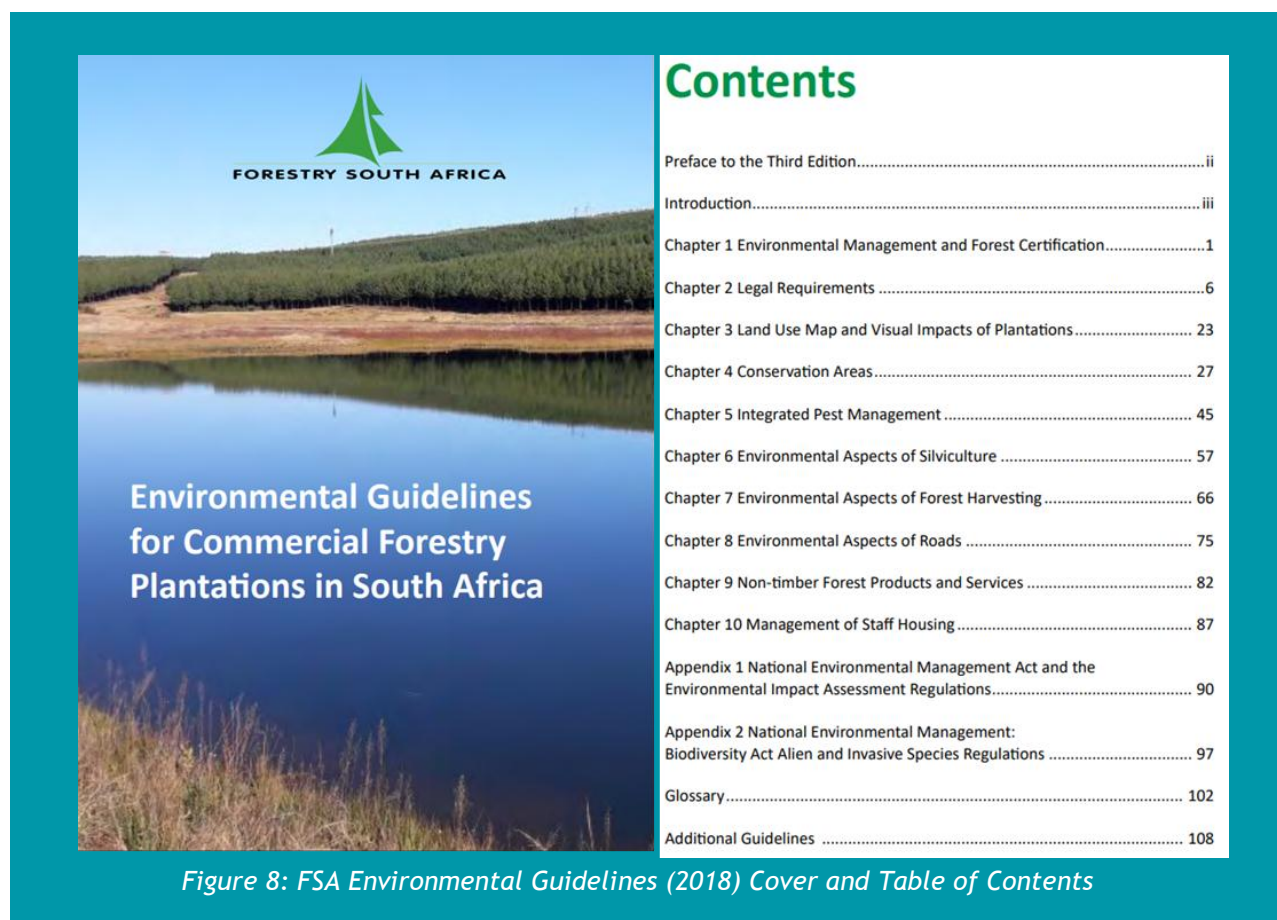 FORESTRY SOUTH AFRICA
Environmental Guidelines
for Commercial Forestry
Plantations in South Africa
Contents
Preface to the Third Edition.....ii
Introduction.....iii
Chapter 1 Environmental Management and Forest Certification.....1
Chapter 2 Legal Requirements .....6
Chapter 3 Land Use Map and Visual Impacts of Plantations..... 23
Chapter 4 Conservation Areas..... 27
Chapter 5 Integrated Pest Management ..... 45
Chapter 6 Environmental Aspects of Silviculture ..... 57
Chapter 7 Environmental Aspects of Forest Harvesting..... 66
Chapter 8 Environmental Aspects of Roads ..... 75
Chapter 9 Non-timber Forest Products and Services ..... 82
Chapter 10 Management of Staff Housing..... 87
Appendix 1 National Environmental Management Act and the
Environmental Impact Assessment Regulations..... 90
Appendix 2 National Environmental Management:
Biodiversity Act Alien and Invasive Species Regulations ..... 97
Glossary..... 102
Additional Guidelines ..... 108
Figure 8: FSA Environmental Guidelines (2018) Cover and Table of Contents